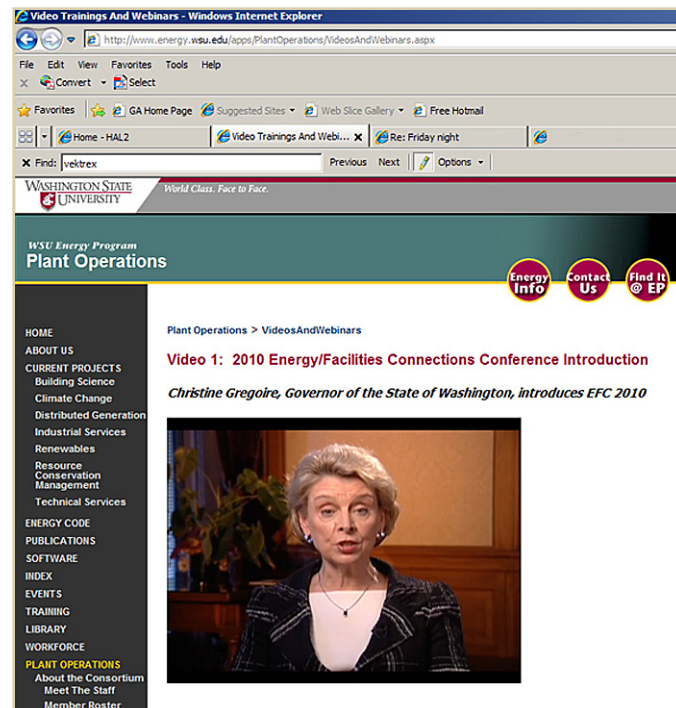 Video Trainings And Webinars - Windows Internet Explorer
http://www.energy.wsu.edu/apps/PlantOperations/VideosAndWebinars.aspx
File Edit View Favorites Tools Help
x Convert Select
Favorites GA Home Page Suggested Sites Web Slice Gallery Free Hotmail
Home - HAL2 Video Trainings And Webi... X Re: Friday night
X Find: vektrex Previous Next Options
WASHINGTON STATE UNIVERSITY
World Class. Face to Face.
WSU Energy Program
Plant Operations
Energy Info
Contact Us
Find It @ EP
HOME
ABOUT US
CURRENT PROJECTS
Building Science
Climate Change
Distributed Generation
Industrial Services
Renewables
Resource
Conservation
Management
Technical Services
ENERGY CODE
PUBLICATIONS
SOFTWARE
INDEX
EVENTS
TRAINING
LIBRARY
WORKFORCE
PLANT OPERATIONS
About the Consortium
Meet The Staff
Member Roster
Plant Operations > VideosAndWebinars
Video 1: 2010 Energy/Facilities Connections Conference Introduction
Christine Gregoire, Governor of the State of Washington, introduces EFC 2010